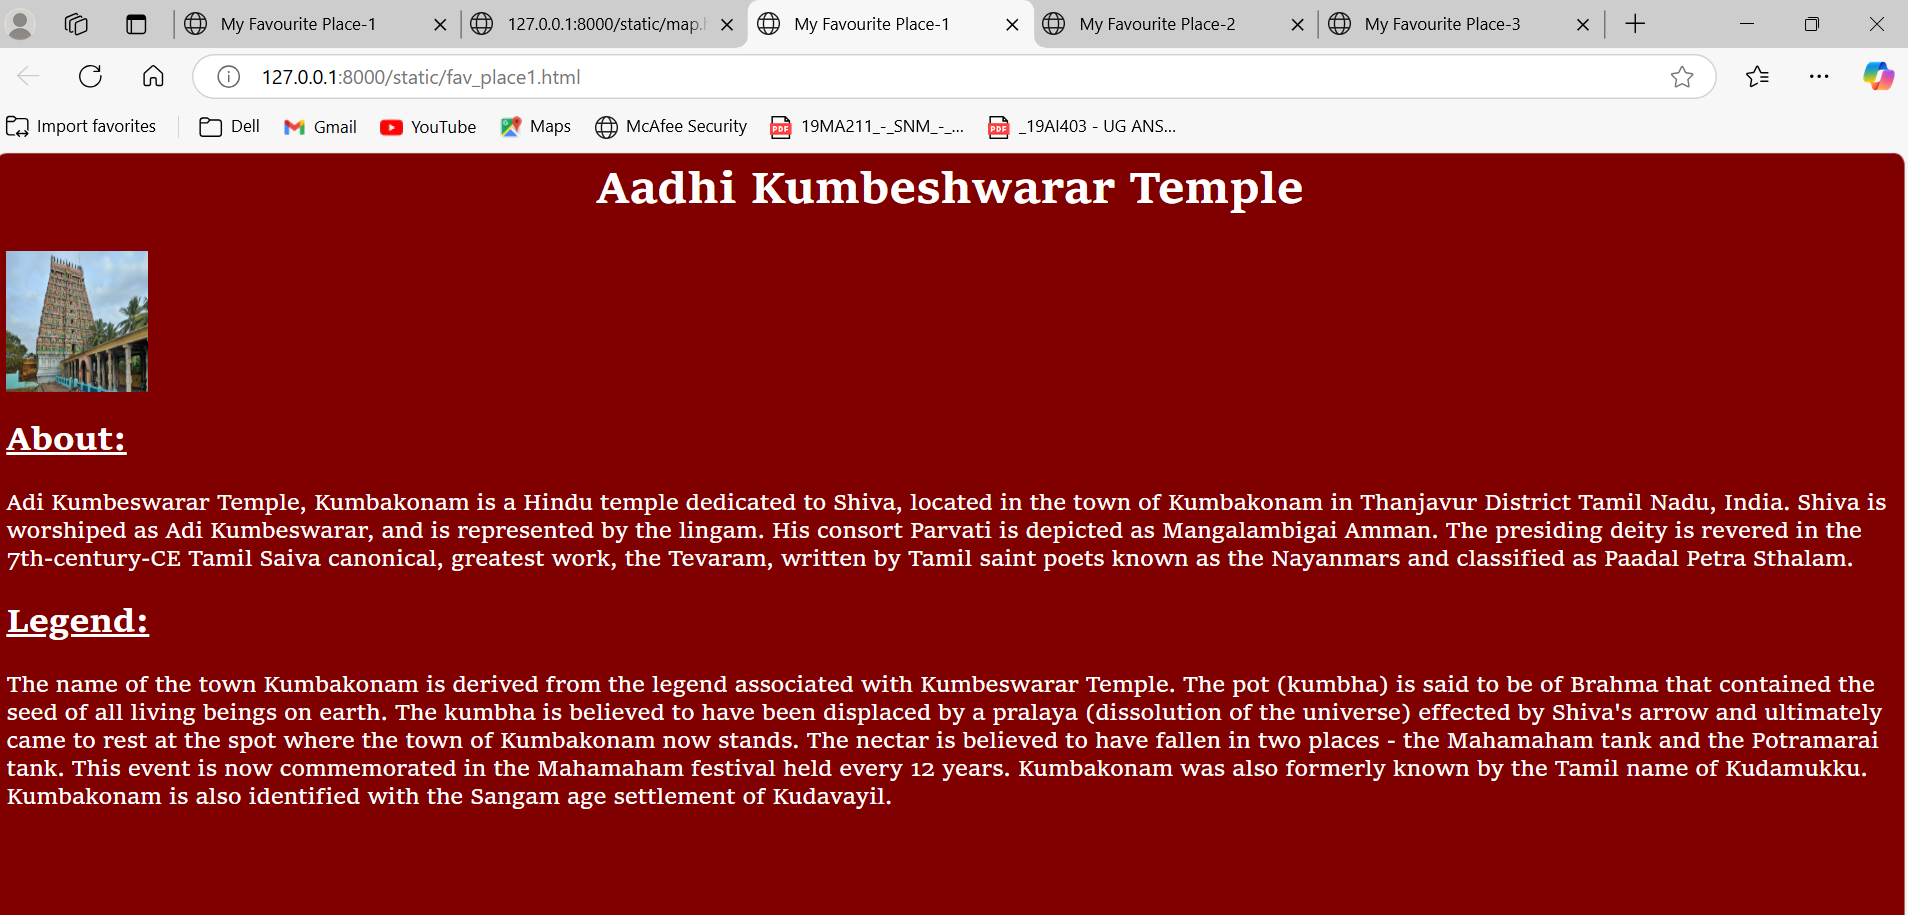 My Favourite Place-1
127.0.0.1:8000/static/map.h
My Favourite Place-1
My Favourite Place-2
My Favourite Place-3
127.0.0.1:8000/static/fav_place1.html
Import favorites
Dell
Gmail
YouTube
Maps
McAfee Security
PDF
19MA211_-_SNM_-_...
PDF
_19AI403 - UG ANS...
Aadhi Kumbeshwarar Temple
About:
Adi Kumbeswarar Temple, Kumbakonam is a Hindu temple dedicated to Shiva, located in the town of Kumbakonam in Thanjavur District Tamil Nadu, India. Shiva is
worshiped as Adi Kumbeswarar, and is represented by the lingam. His consort Parvati is depicted as Mangalambigai Amman. The presiding deity is revered in the
7th-century-CE Tamil Saiva canonical, greatest work, the Tevaram, written by Tamil saint poets known as the Nayanmars and classified as Paadal Petra Sthalam.
Legend:
The name of the town Kumbakonam is derived from the legend associated with Kumbeswarar Temple. The pot (kumbha) is said to be of Brahma that contained the
seed of all living beings on earth. The kumbha is believed to have been displaced by a pralaya (dissolution of the universe) effected by Shiva's arrow and ultimately
came to rest at the spot where the town of Kumbakonam now stands. The nectar is believed to have fallen in two places - the Mahamaham tank and the Potramarai
tank. This event is now commemorated in the Mahamaham festival held every 12 years. Kumbakonam was also formerly known by the Tamil name of Kudamukku.
Kumbakonam is also identified with the Sangam age settlement of Kudavayil.